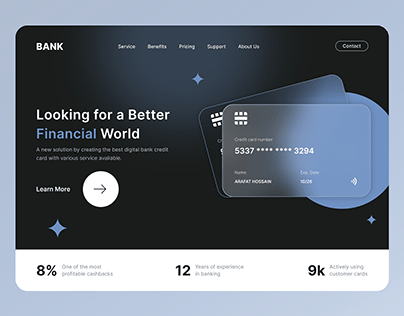 BANK
Service Benefits Pricing Support About Us
Contact
Looking for a Better
Financial World
A new solution by creating the best digital bank credit
card with various service available.
Learn More
Credit card number
5337 **** **** 3294
Name Exp. Date
ARAFAT HOSSAIN 10/26
8% One of the most
profitable cashbacks
12 Years of experience
in banking
9k Actively using
customer cards